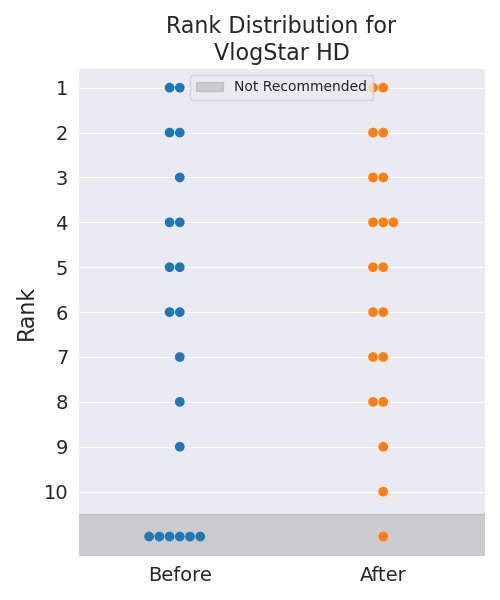 Rank Distribution for
VlogStar HD
Not Recommended
1
2
3
4
5
6
7
8
9
10
Rank
Before
After